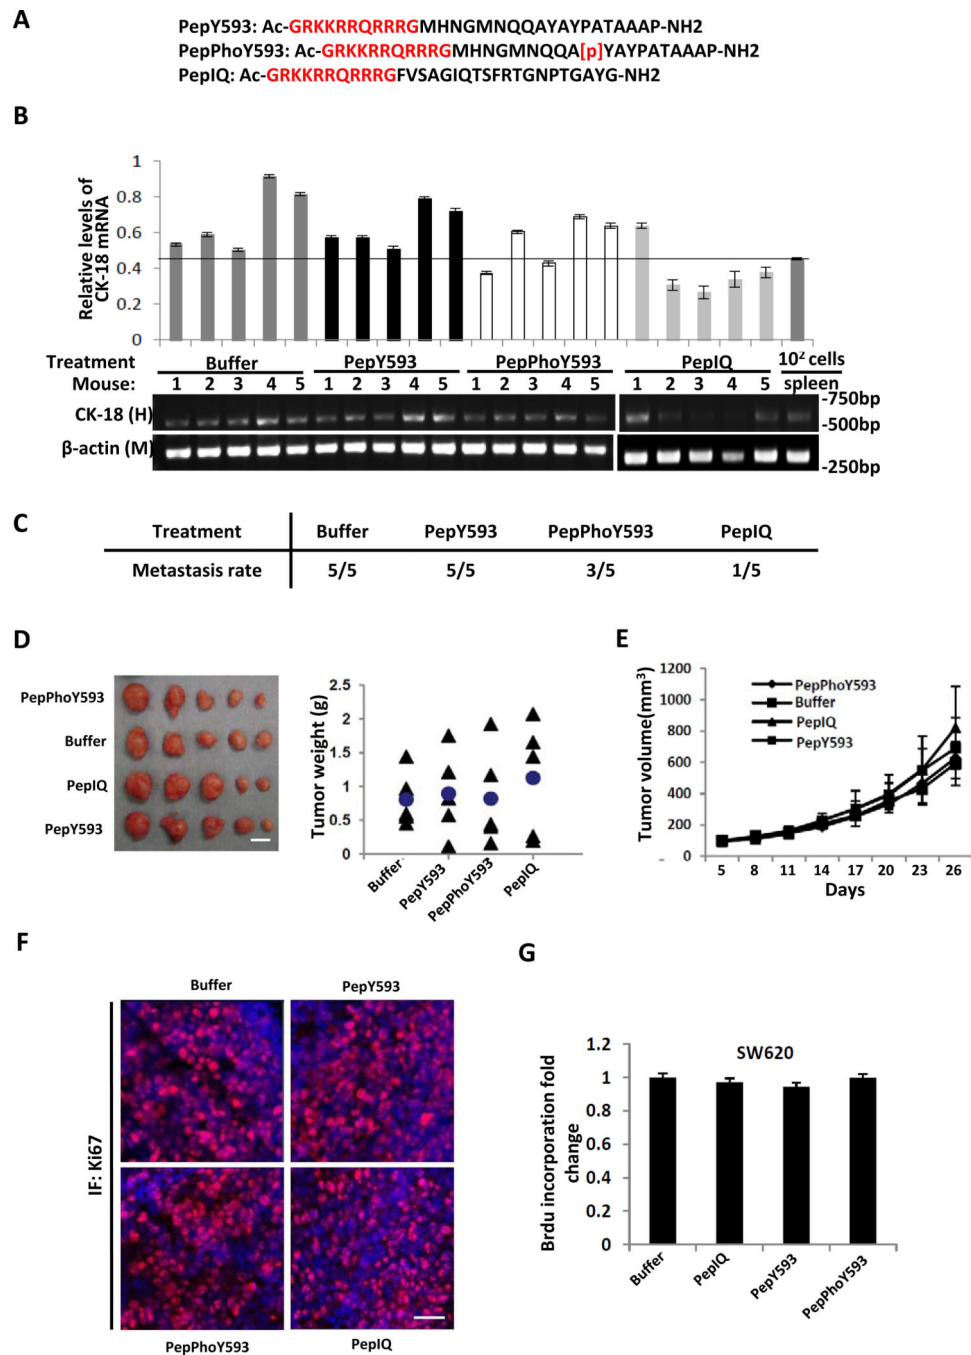 A
PepY593: Ac-GRKKRRQRRRGMHNGMNQQAYAYPATAAAP-NH2
PepPhoY593: Ac-GRKKRRQRRRGMHNGMNQQA[p]YAYPATAAAP-NH2
PepIQ: Ac-GRKKRRQRRRGFVSAGIQTSFRTGNPTGAYG-NH2
B
Relative levels of
CK-18 mRNA
1
0.8
0.6
0.4
0.2
0
Treatment Buffer PepY593 PepPhoY593 PepIQ 10² cells
Mouse: 1 2 3 4 5 1 2 3 4 5 1 2 3 4 5 1 2 3 4 5 spleen
CK-18 (H) -750bp
-500bp
β-actin (M)
-250bp
C
Treatment Buffer PepY593 PepPhoY593 PepIQ
Metastasis rate 5/5 5/5 3/5 1/5
D
PepPhoY593
Buffer
PepIQ
PepY593
Tumor weight (g)
2.5
2
1.5
1
0.5
0
Buffer PepY593 PepPhoY593 PepIQ
E
Tumor volume(mm³)
1200
1000
800
600
400
200
0
PepPhoY593
Buffer
PepIQ
PepY593
5 8 11 14 17 20 23 26
Days
F
Buffer PepY593
IF: Ki67
PepPhoY593 PepIQ
G
Brdu incorporation fold
change
SW620
1.2
1
0.8
0.6
0.4
0.2
0
Buffer PepIQ PepY593 PepPhoY593